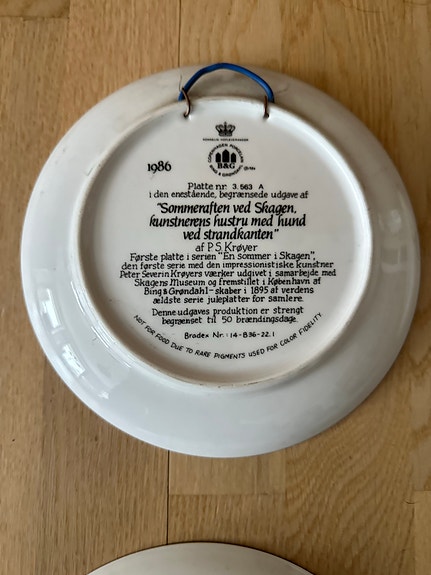 1986
COPENHAGEN PORCELAIN
B&G
BING & GRØNDAHL
Platte nr. 3.563 A
i den enestående, begrænsede udgave af
"Sommeraften ved Skagen,
kunstnerens hustru med hund
ved strandkanten"
af P.S. Krøyer
Første platte i serien "En sommer i Skagen",
den første serie med den impressionistiske kunstner
Peter Severin Krøyers værker udgivet i samarbejde med
Skagens Museum og fremstillet i København af
Bing & Grøndahl-skaber i 1895 af verdens
ældste serie juleplatter for samlere.
Denne udgaves produktion er strengt
begrænset til 50 brændingsdage.
Bradex Nr.: 14-B36-22.1
NOT FOR FOOD DUE TO RARE PIGMENTS USED FOR COLOR FIDELITY.